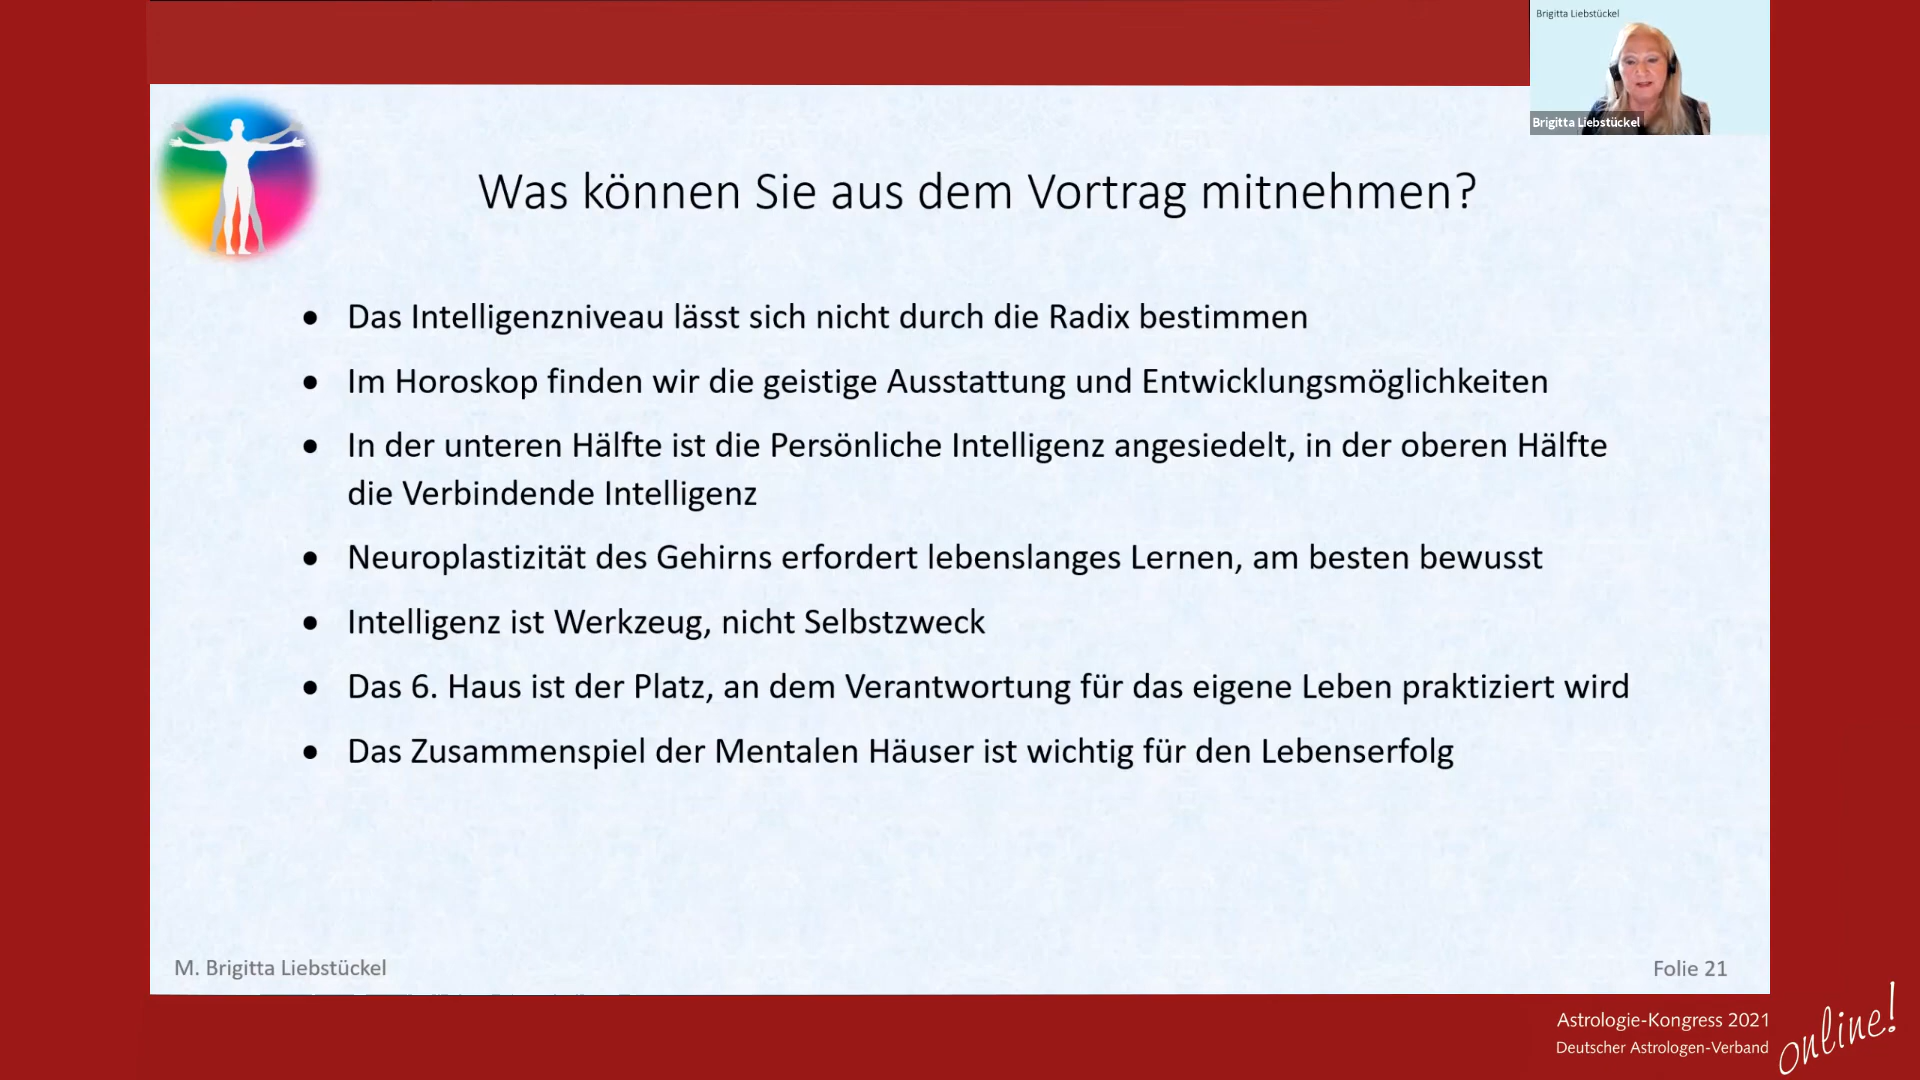 Brigitta Liebstückel
Brigitta Liebstückel
Was können Sie aus dem Vortrag mitnehmen?
• Das Intelligenzniveau lässt sich nicht durch die Radix bestimmen
• Im Horoskop finden wir die geistige Ausstattung und Entwicklungsmöglichkeiten
• In der unteren Hälfte ist die Persönliche Intelligenz angesiedelt, in der oberen Hälfte
die Verbindende Intelligenz
• Neuroplastizität des Gehirns erfordert lebenslanges Lernen, am besten bewusst
• Intelligenz ist Werkzeug, nicht Selbstzweck
• Das 6. Haus ist der Platz, an dem Verantwortung für das eigene Leben praktiziert wird
• Das Zusammenspiel der Mentalen Häuser ist wichtig für den Lebenserfolg
M. Brigitta Liebstückel
Folie 21
Astrologie-Kongress 2021
Deutscher Astrologen-Verband
online!